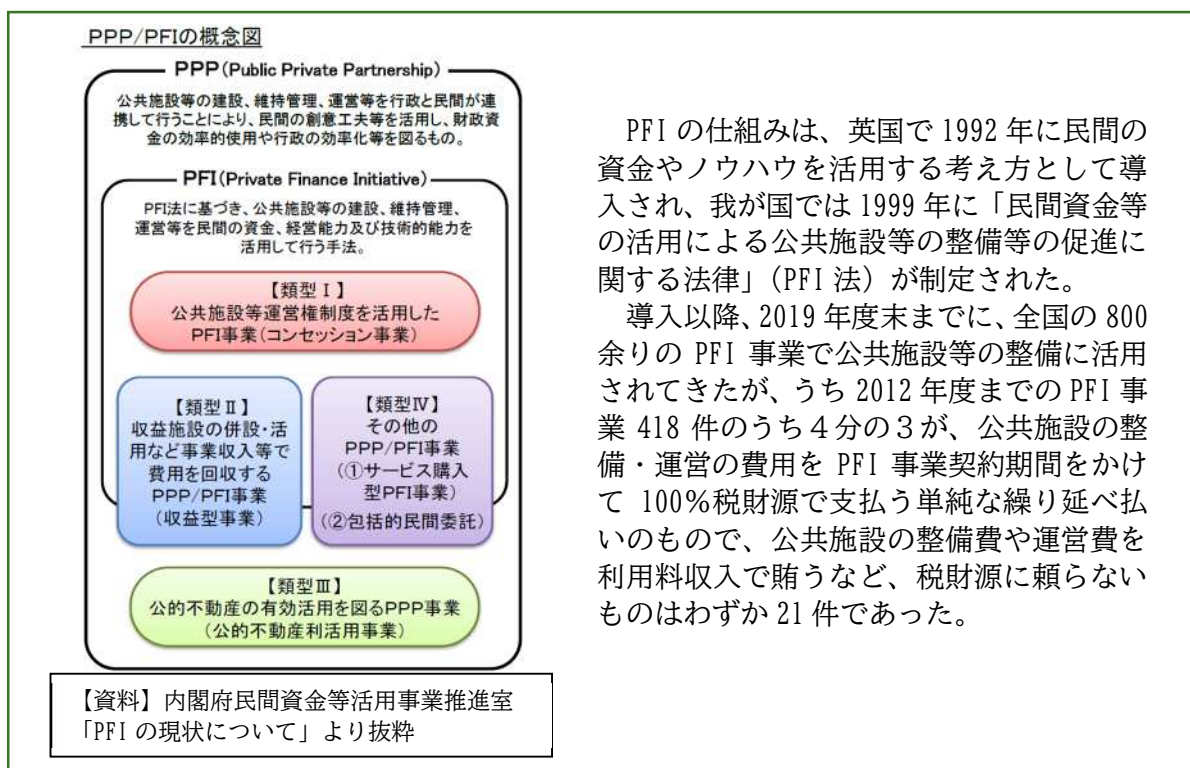 PPP/PFIの概念図
PPP(Public Private Partnership)
公共施設等の建設、維持管理、運営等を行政と民間が連
携して行うことにより、民間の創意工夫等を活用し、財政資
金の効率的使用や行政の効率化等を図るもの。
PFI(Private Finance Initiative)
PFI法に基づき、公共施設等の建設、維持管理、
運営等を民間の資金、経営能力及び技術的能力を
活用して行う手法。
【類型Ⅰ】
公共施設等運営権制度を活用した
PFI事業(コンセッション事業)
【類型Ⅱ】
収益施設の併設・活
用など事業収入等で
費用を回収する
PPP/PFI事業
(収益型事業)
【類型Ⅳ】
その他の
PPP/PFI事業
(①サービス購入
型PFI事業)
(②包括的民間委託)
【類型Ⅲ】
公的不動産の有効活用を図るPPP事業
(公的不動産利活用事業)
【資料】内閣府民間資金等活用事業推進室
「PFIの現状について」より抜粋
PFIの仕組みは、英国で1992年に民間の
資金やノウハウを活用する考え方として導
入され、我が国では1999年に「民間資金等
の活用による公共施設等の整備等の促進に
関する法律」(PFI法)が制定された。
導入以降、2019年度末までに、全国の800
余りのPFI事業で公共施設等の整備に活用
されてきたが、うち2012年度までのPFI事
業418件のうち4分の3が、公共施設の整
備・運営の費用をPFI事業契約期間をかけ
て100%税財源で支払う単純な繰り延べ払
いのもので、公共施設の整備費や運営費を
利用料収入で賄うなど、税財源に頼らない
ものはわずか21件であった。